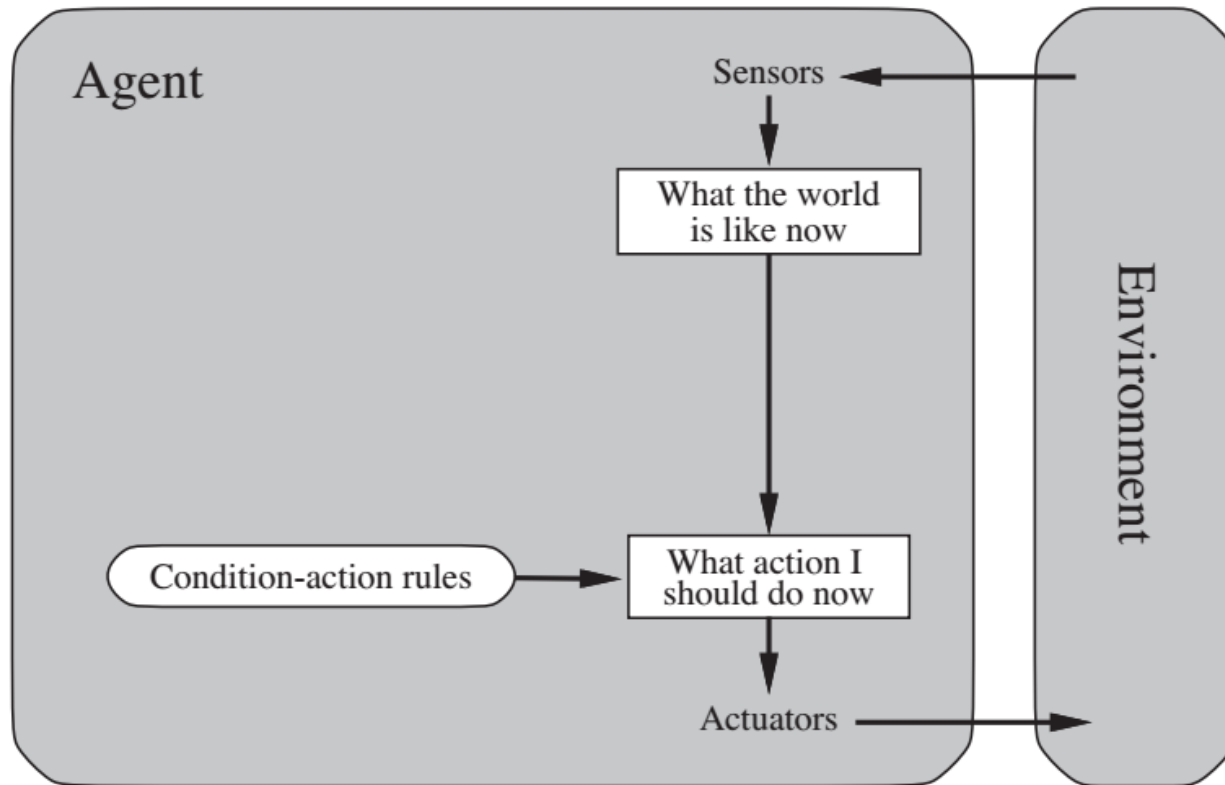 Agent
Sensors
What the world
is like now
Environment
Condition-action rules
What action I
should do now
Actuators